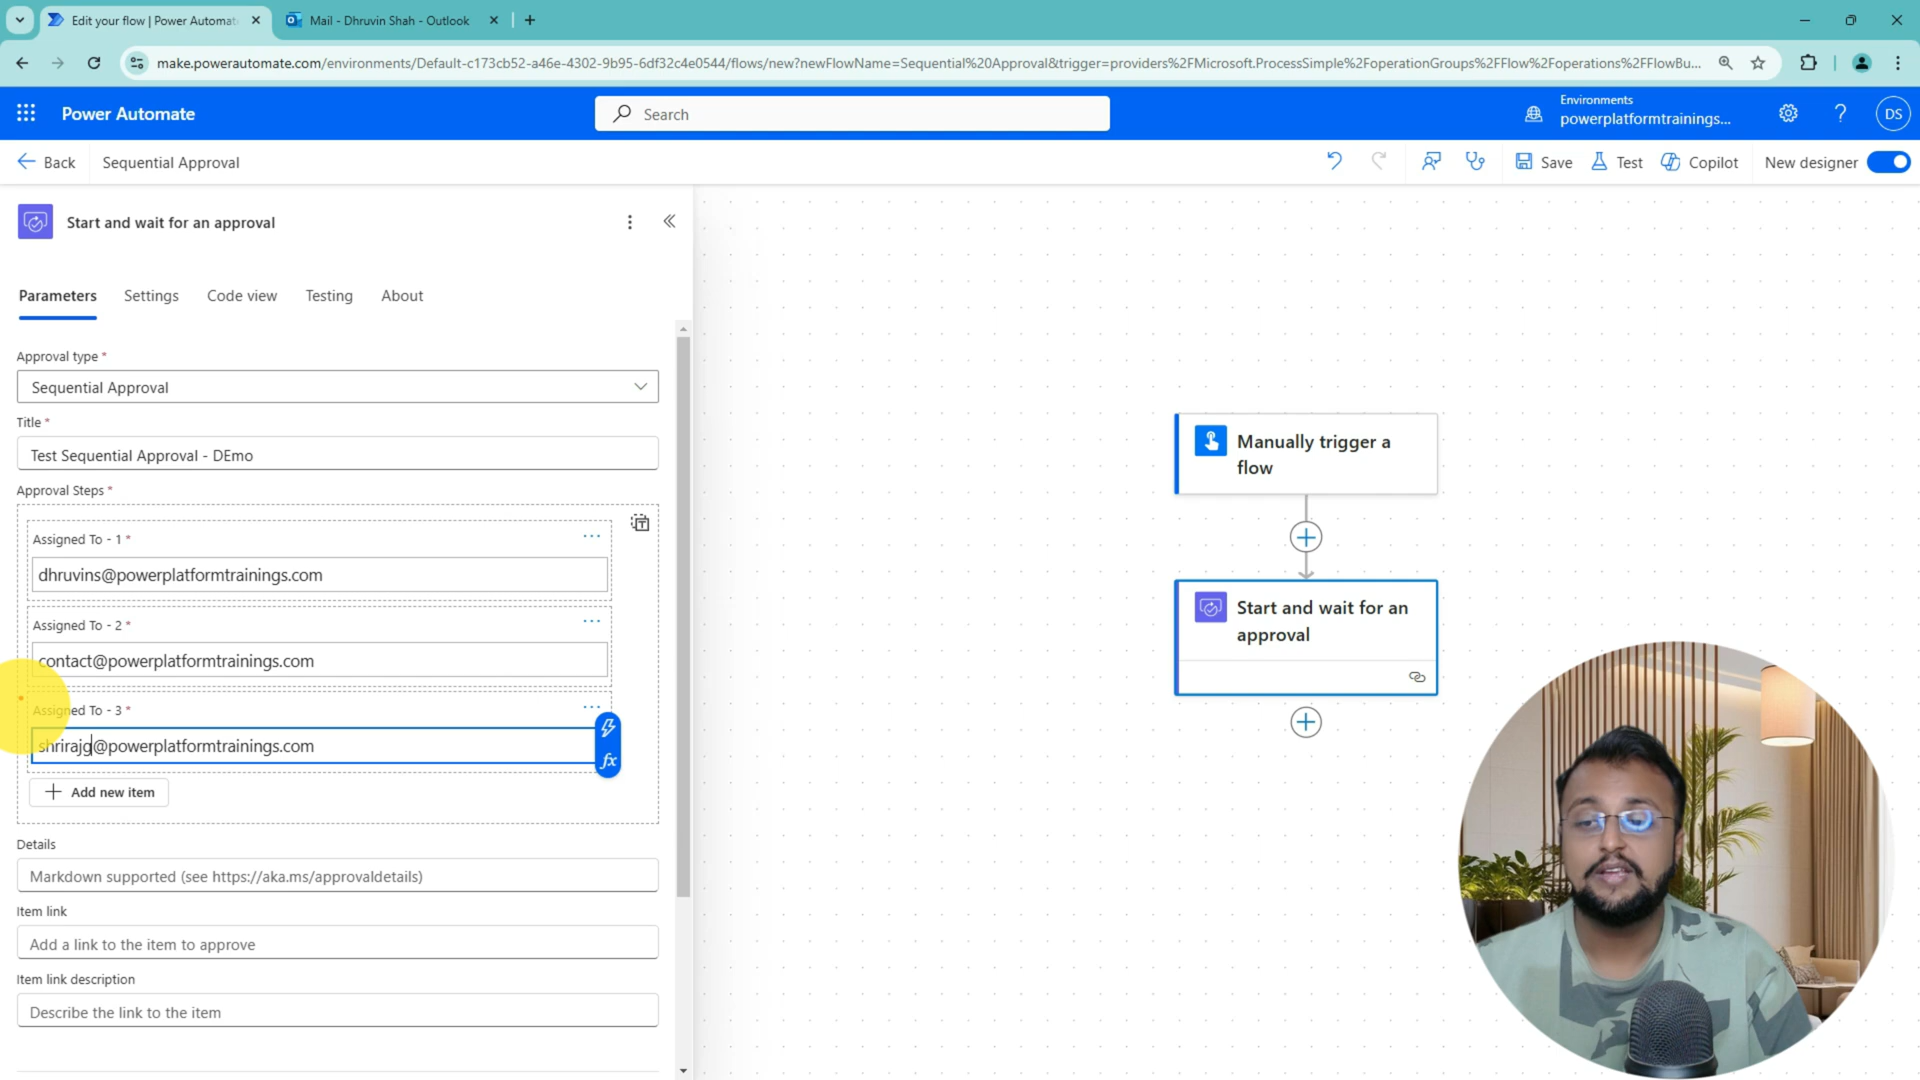 Edit your flow | Power Automat
Mail - Dhruvin Shah - Outlook
make.powerautomate.com/environments/Default-c173cb52-a46e-4302-9b95-6df32c4e0544/flows/new?newFlowName=Sequential%20Approval&trigger=providers%2FMicrosoft.ProcessSimple%2FoperationGroups%2FFlow%2Foperations%2FFlowBu...
Power Automate
Search
Environments
powerplatformtrainings...
DS
Back
Sequential Approval
Save
Test
Copilot
New designer
Start and wait for an approval
Parameters
Settings
Code view
Testing
About
Approval type *
Sequential Approval
Title *
Test Sequential Approval - DEmo
Approval Steps *
Assigned To - 1 *
dhruvins@powerplatformtrainings.com
Assigned To - 2 *
contact@powerplatformtrainings.com
Assigned To - 3 *
shrirajg@powerplatformtrainings.com
fx
Add new item
Details
Markdown supported (see https://aka.ms/approvaldetails)
Item link
Add a link to the item to approve
Item link description
Describe the link to the item
Manually trigger a
flow
Start and wait for an
approval